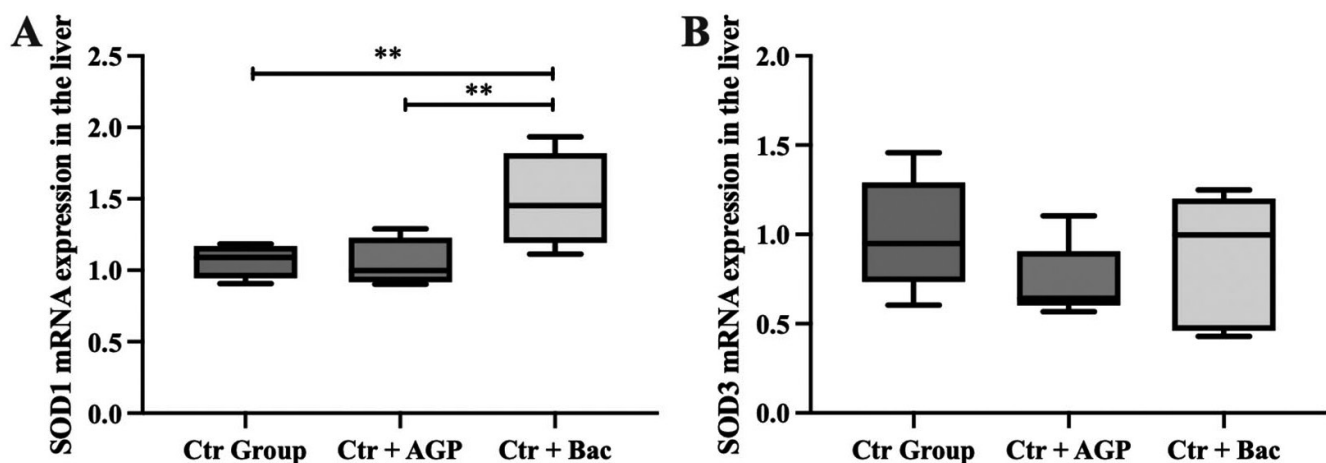 A
SOD1 mRNA expression in the liver
2.5
2.0
1.5
1.0
0.5
0.0
**
**
Ctr Group
Ctr + AGP
Ctr + Bac
B
SOD3 mRNA expression in the liver
2.0
1.5
1.0
0.5
0.0
Ctr Group
Ctr + AGP
Ctr + Bac